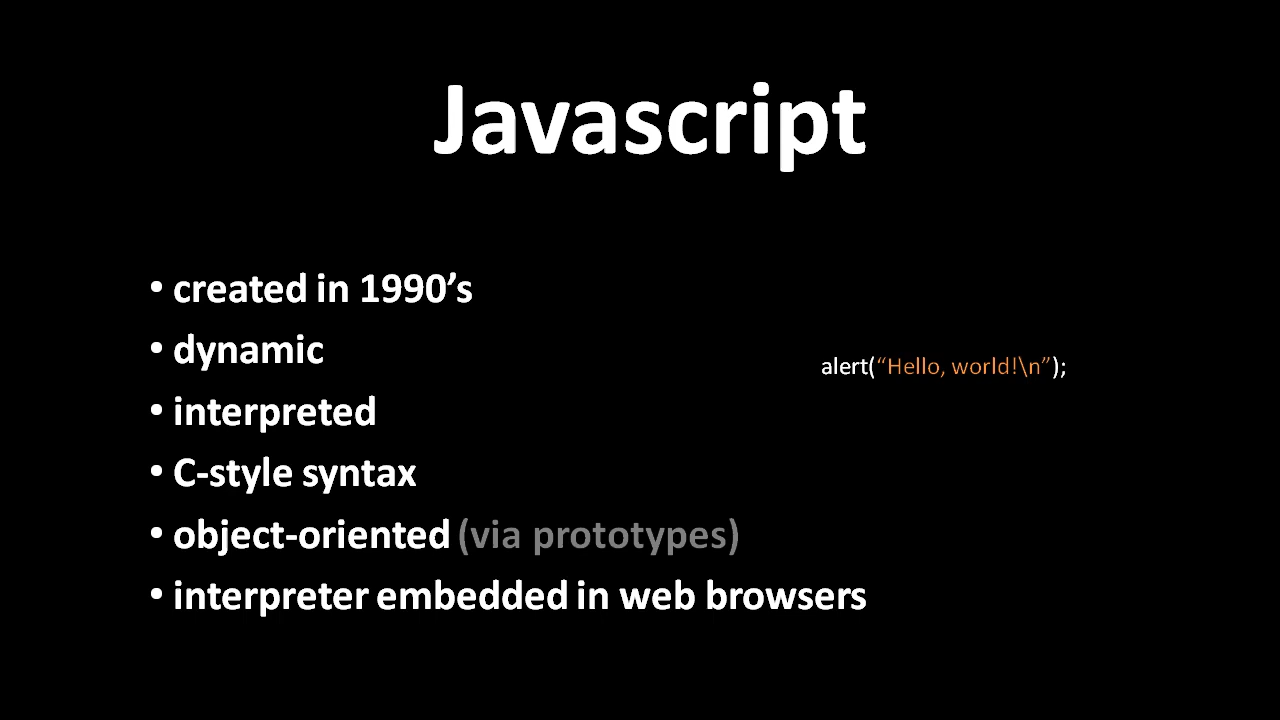 Javascript
• created in 1990’s
• dynamic
alert(“Hello, world!\n”);
• interpreted
• C-style syntax
• object-oriented (via prototypes)
• interpreter embedded in web browsers